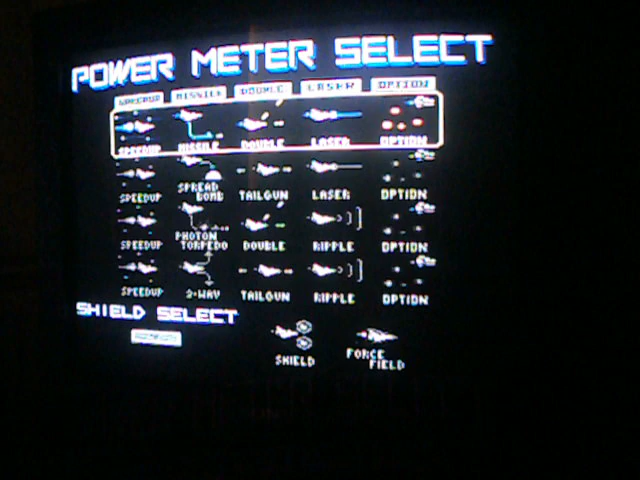 POWER METER SELECT
SPEEDUP MISSILE DOUBLE LASER OPTION
SPEEDUP MISSILE DOUBLE LASER OPTION
SPEEDUP SPREAD BOMB TAILGUN LASER OPTION
SPEEDUP PHOTON TORPEDO DOUBLE RIPPLE OPTION
SPEEDUP 2-WAY TAILGUN RIPPLE OPTION
SHIELD SELECT
SHIELD FORCE FIELD